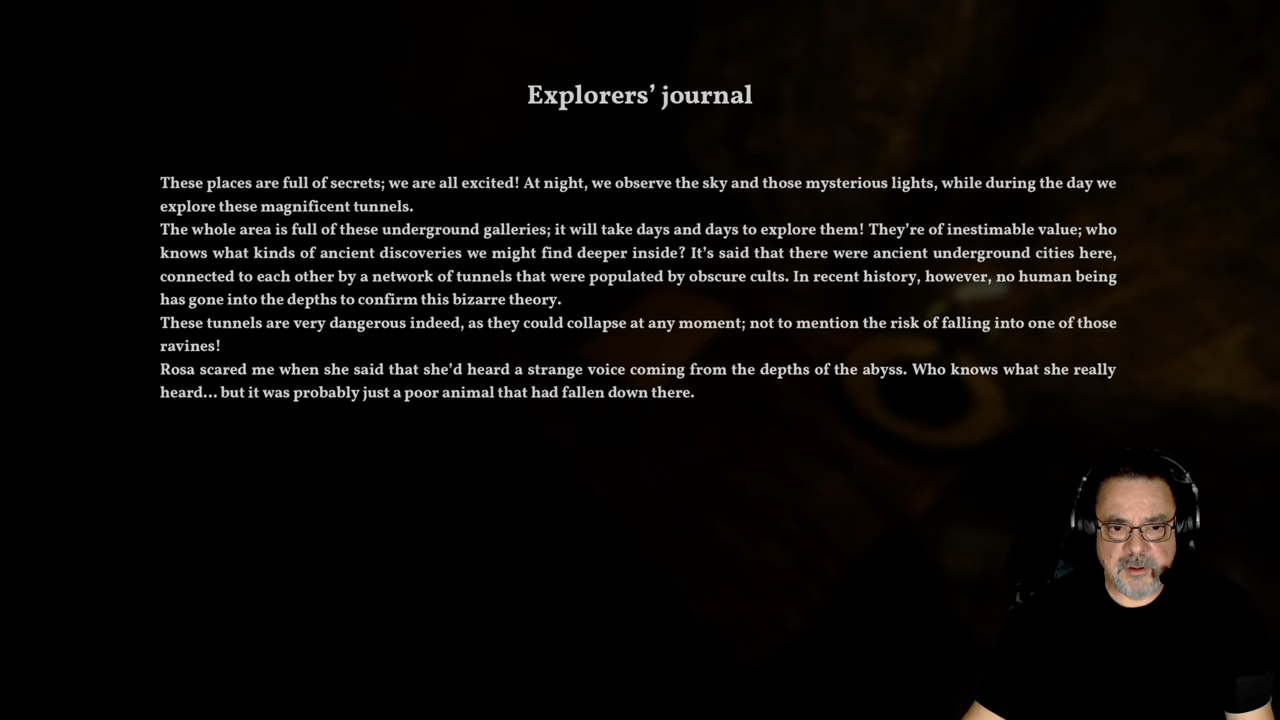 Explorers’ journal
These places are full of secrets; we are all excited! At night, we observe the sky and those mysterious lights, while during the day we
explore these magnificent tunnels.
The whole area is full of these underground galleries; it will take days and days to explore them! They’re of inestimable value; who
knows what kinds of ancient discoveries we might find deeper inside? It’s said that there were ancient underground cities here,
connected to each other by a network of tunnels that were populated by obscure cults. In recent history, however, no human being
has gone into the depths to confirm this bizarre theory.
These tunnels are very dangerous indeed, as they could collapse at any moment; not to mention the risk of falling into one of those
ravines!
Rosa scared me when she said that she’d heard a strange voice coming from the depths of the abyss. Who knows what she really
heard... but it was probably just a poor animal that had fallen down there.